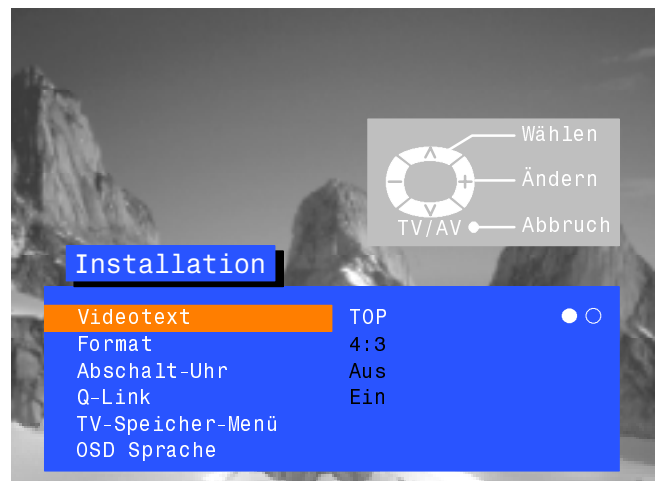 Wählen
Ändern
TV/AV Abbruch
Installation
Videotext TOP
Format 4:3
Abschalt-Uhr Aus
Q-Link Ein
TV-Speicher-Menü
OSD Sprache